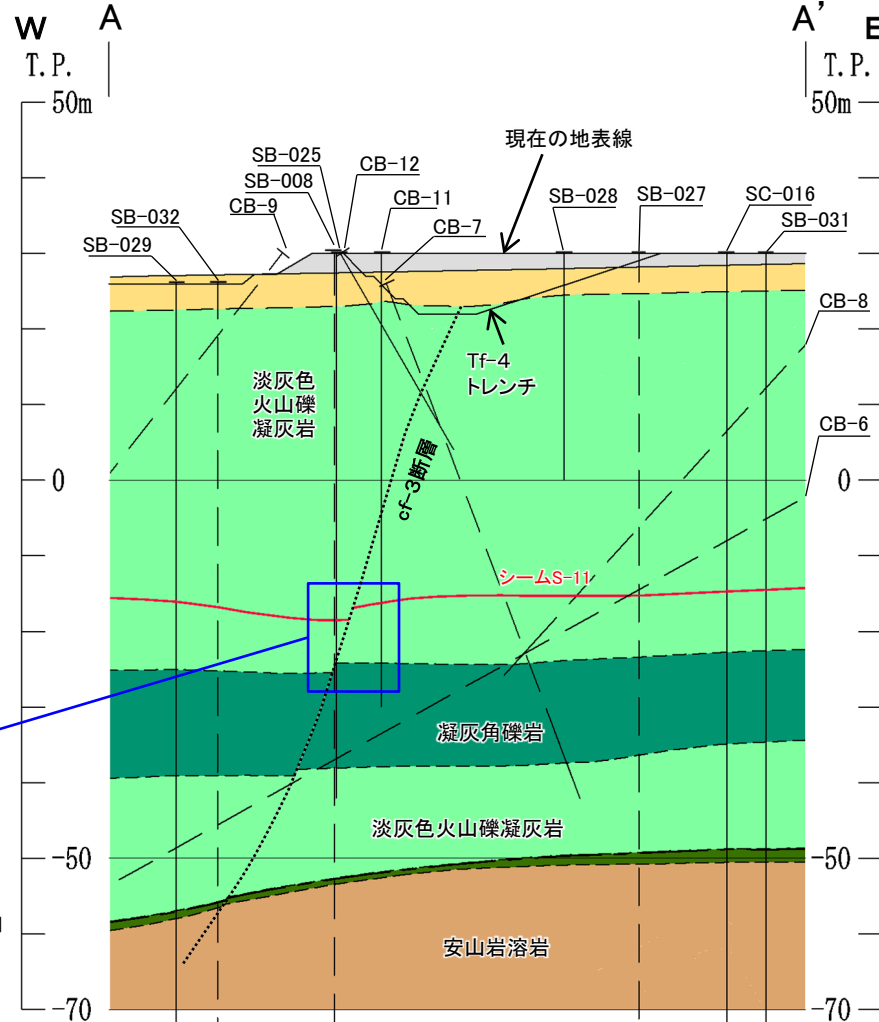 W
A
A’
E
T.P.
T.P.
50m
50m
現在の地表線
SB-025
CB-12
SB-008
CB-11
CB-9
SB-028
SB-027
SC-016
SB-032
CB-7
SB-031
SB-029
CB-8
Tf-4
トレンチ
淡灰色
火山礫
凝灰岩
CB-6
cf-3断層
0
0
シームS-11
凝灰角礫岩
淡灰色火山礫凝灰岩
-50
-50
安山岩溶岩
-70
-70